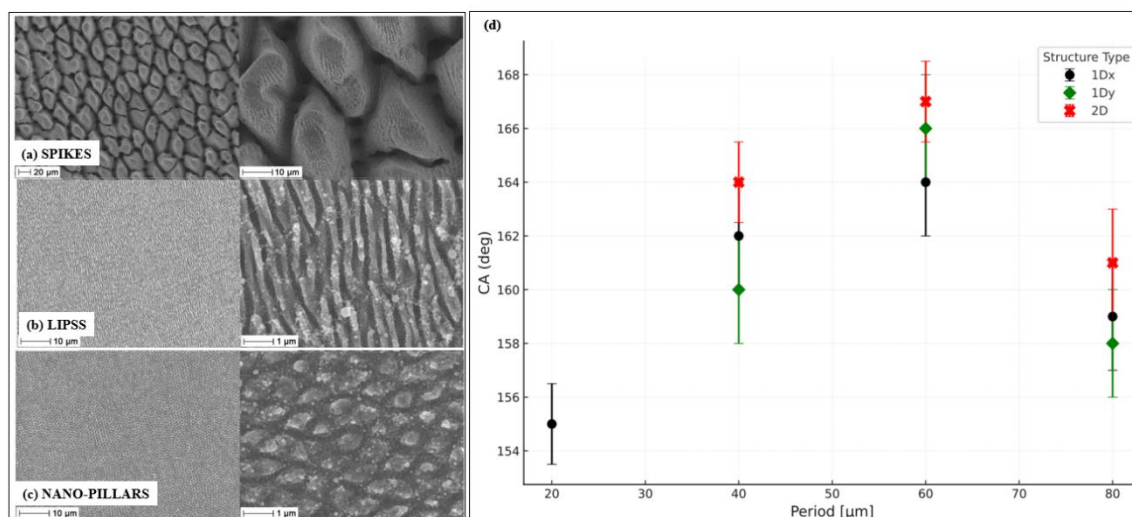 (a) SPIKES
20 µm
10 µm
(b) LIPSS
10 µm
1 µm
(c) NANO-PILLARS
10 µm
1 µm
(d)
Structure Type
1Dx
1Dy
2D
CA (deg)
168
166
164
162
160
158
156
154
20
30
40
50
60
70
80
Period [µm]